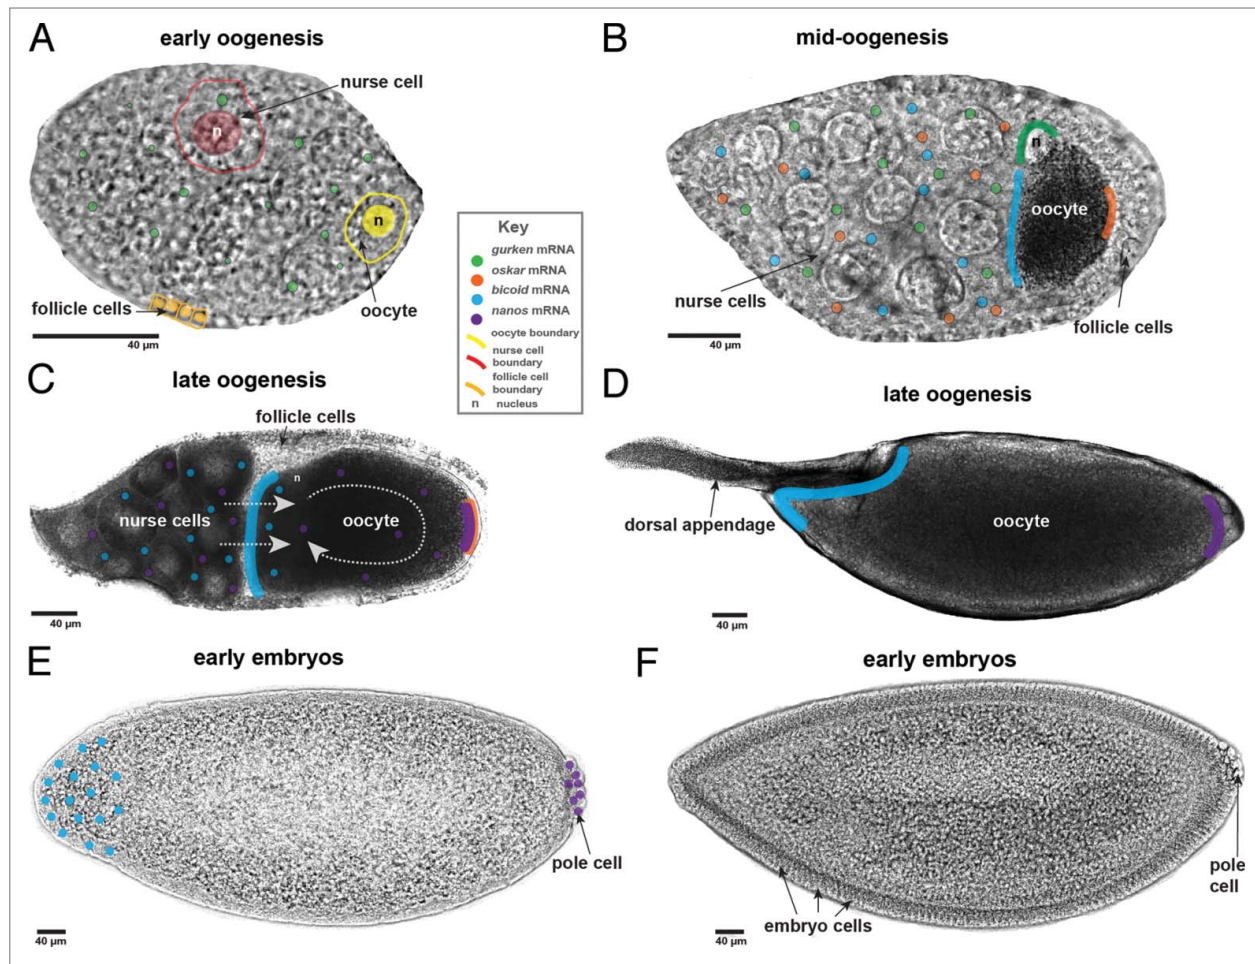 A
early oogenesis
nurse cell
n
n
follicle cells
oocyte
40 µm
B
mid-oogenesis
n
oocyte
nurse cells
follicle cells
40 µm
Key
gurken mRNA
oskar mRNA
bicoid mRNA
nanos mRNA
oocyte boundary
nurse cell
boundary
follicle cell
boundary
n nucleus
C
late oogenesis
follicle cells
n
nurse cells
oocyte
40 µm
D
late oogenesis
dorsal appendage
oocyte
40 µm
E
early embryos
pole cell
40 µm
F
early embryos
pole
cell
embryo cells
40 µm